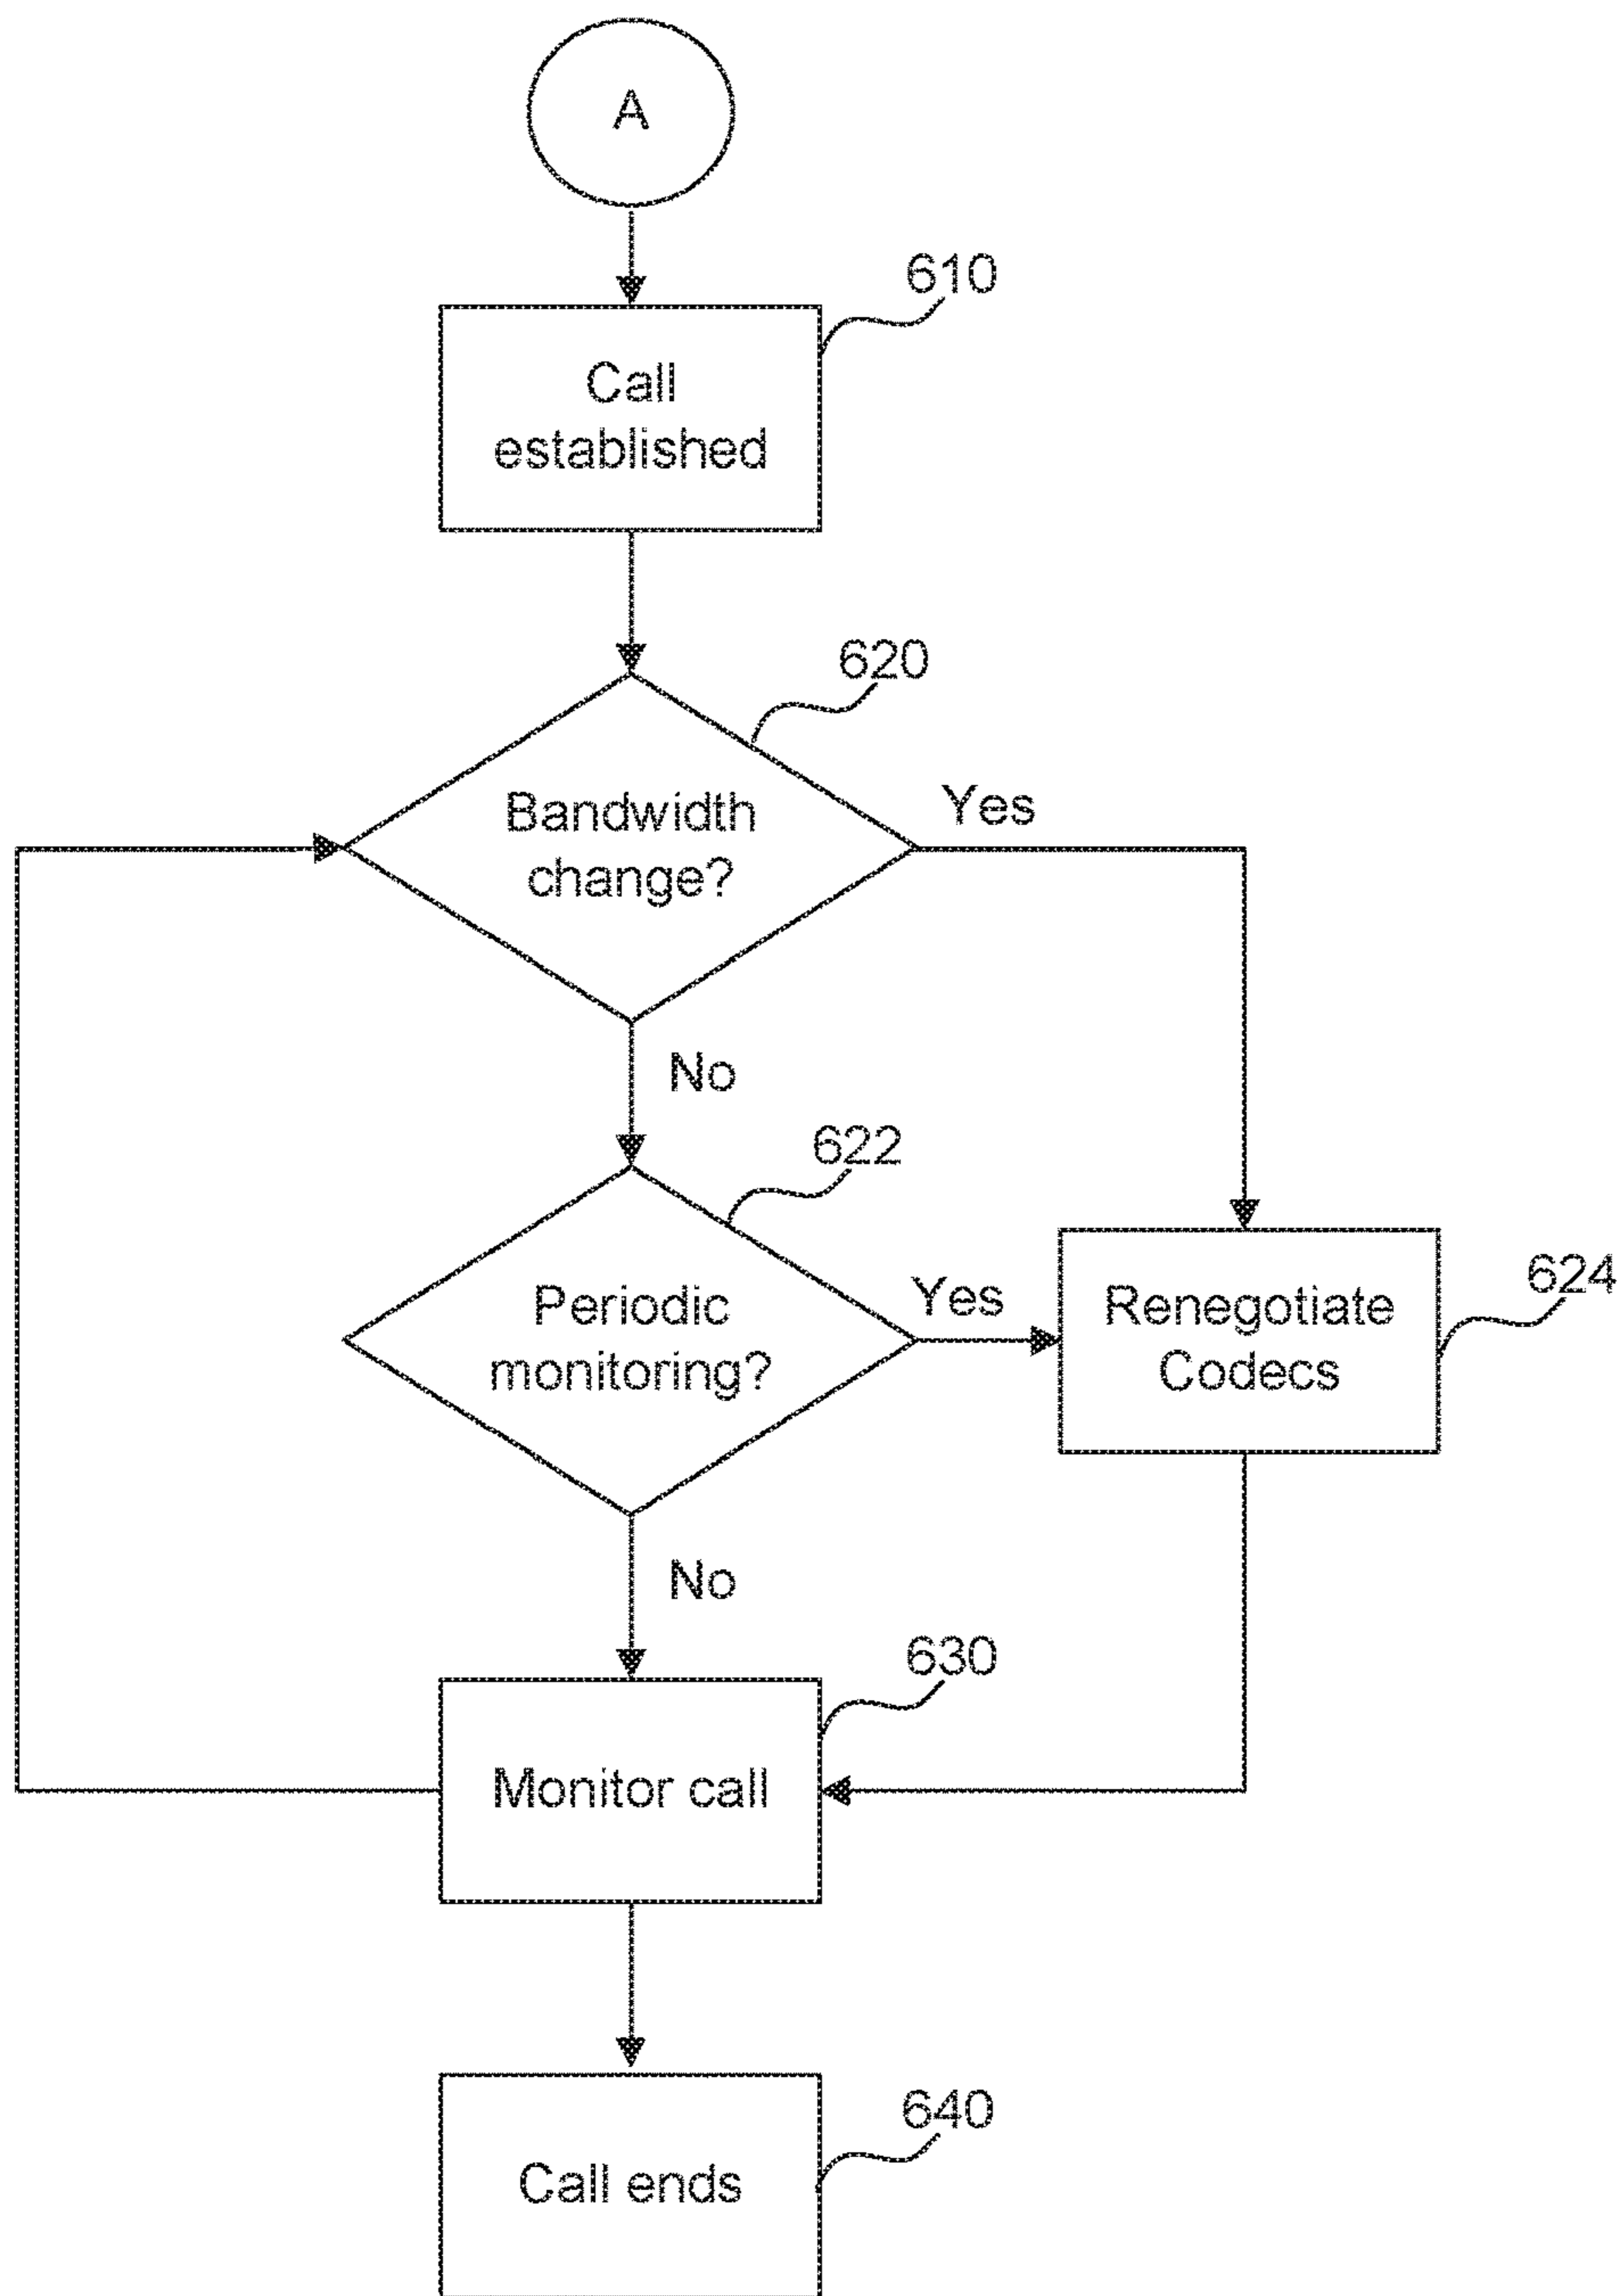 A
610
Call
established
620
Bandwidth
change?
Yes
No
622
Periodic
monitoring?
Yes
Renegotiate
Codecs
624
No
630
Monitor call
640
Call ends